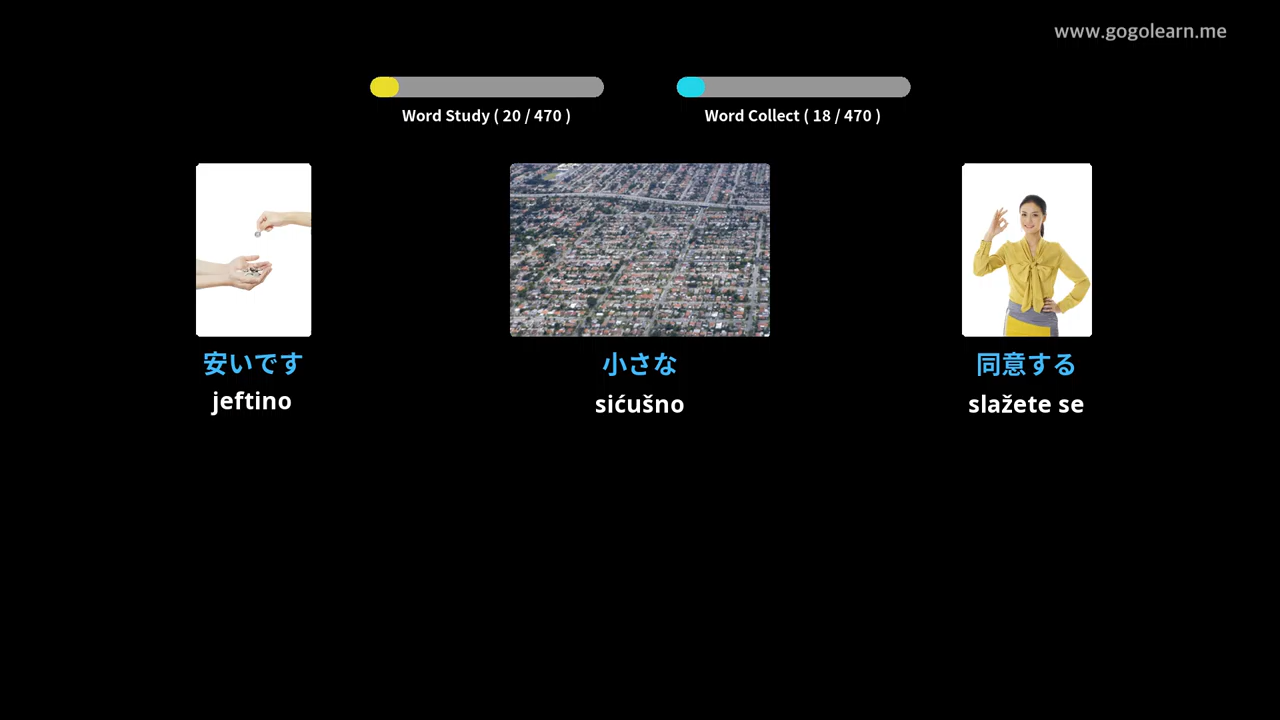 www.gogolearn.me
Word Study ( 20 / 470 )
Word Collect ( 18 / 470 )
安いです
小さな
同意する
jeftino
sićušno
slažete se